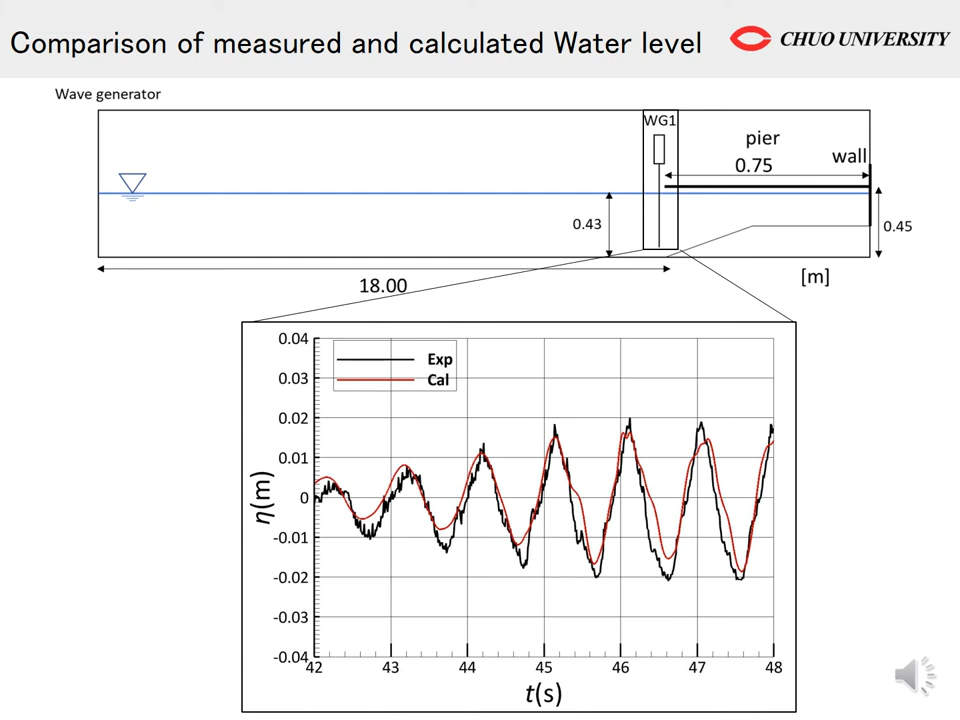 Comparison of measured and calculated Water level
CHUO UNIVERSITY
Wave generator
WG1
pier
0.75
wall
0.43
0.45
18.00
[m]
0.04
0.03
0.02
0.01
0
-0.01
-0.02
-0.03
-0.04
η(m)
Exp
Cal
42 43 44 45 46 47 48
t(s)